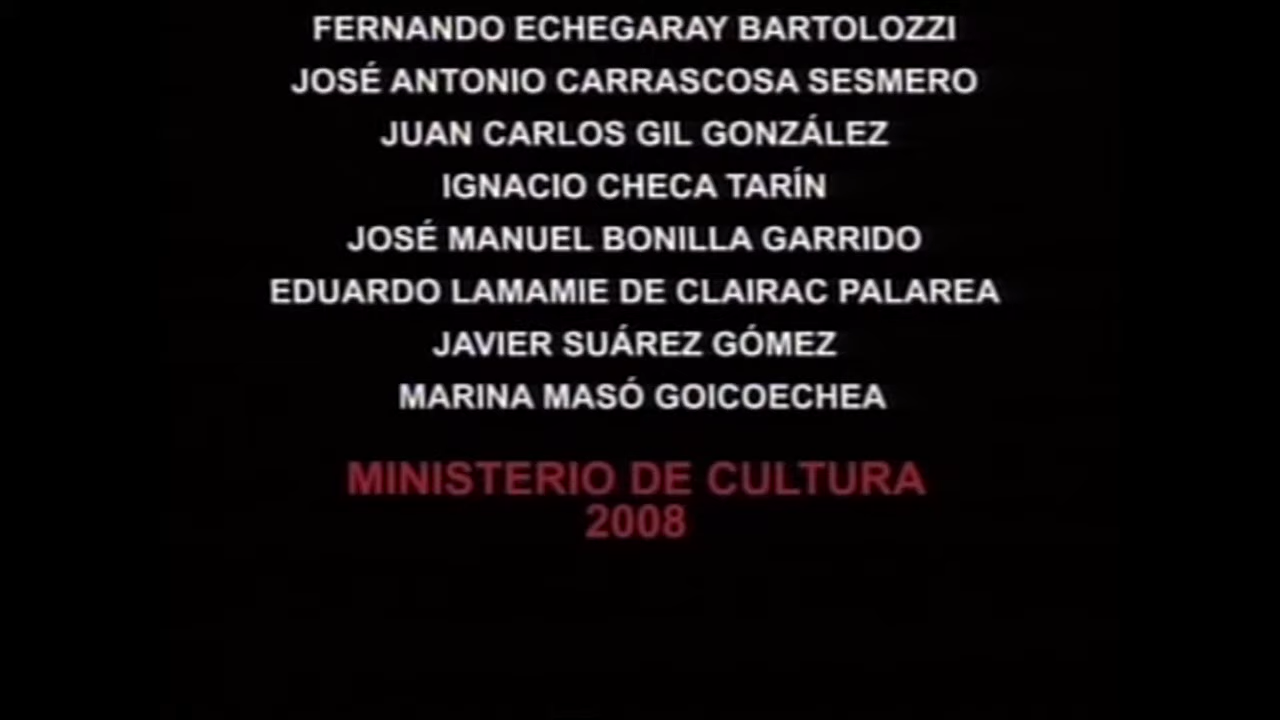 FERNANDO ECHEGARAY BARTOLOZZI
JOSÉ ANTONIO CARRASCOSA SESMERO
JUAN CARLOS GIL GONZÁLEZ
IGNACIO CHECA TARÍN
JOSÉ MANUEL BONILLA GARRIDO
EDUARDO LAMAMIE DE CLAIRAC PALAREA
JAVIER SUÁREZ GÓMEZ
MARINA MASÓ GOICOECHEA
MINISTERIO DE CULTURA
2008